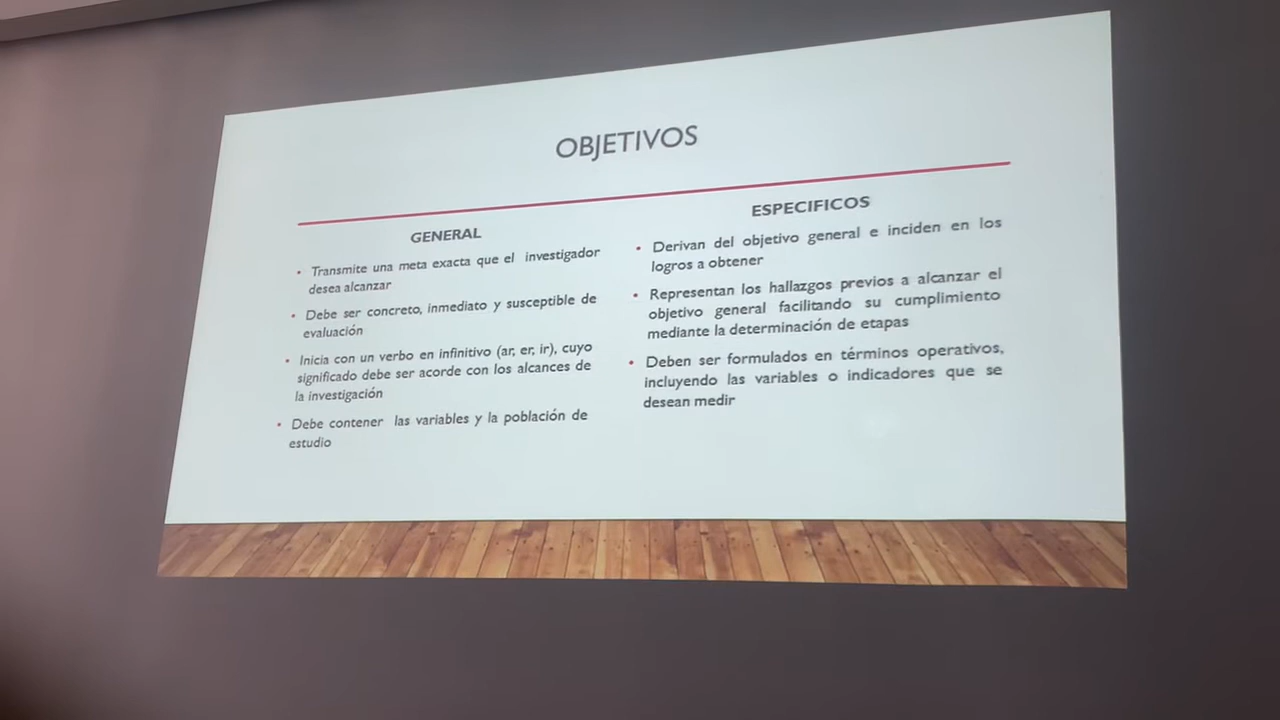 OBJETIVOS
GENERAL
• Transmite una meta exacta que el investigador
desea alcanzar
• Debe ser concreto, inmediato y susceptible de
evaluación
• Inicia con un verbo en infinitivo (ar, er, ir), cuyo
significado debe ser acorde con los alcances de
la investigación
• Debe contener las variables y la población de
estudio
ESPECIFICOS
• Derivan del objetivo general e inciden en los
logros a obtener
• Representan los hallazgos previos a alcanzar el
objetivo general facilitando su cumplimiento
mediante la determinación de etapas
• Deben ser formulados en términos operativos,
incluyendo las variables o indicadores que se
desean medir